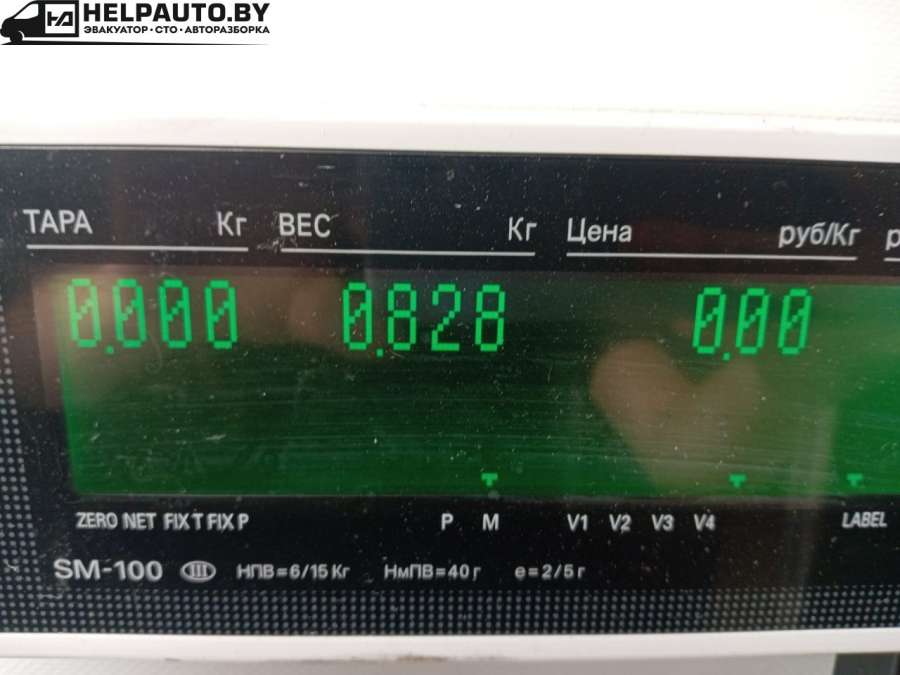 HELPAUTO.BY
ЭВАКУАТОР · СТО · АВТОРАЗБОРКА
ТАРА Кг ВЕС Кг Цена руб/Кг р
0.000 0.828 0.00
ZERO NET FIX T FIX P P M V1 V2 V3 V4 LABEL
SM-100 III НПВ=6/15 Кг НмПВ=40 г e=2/5 г